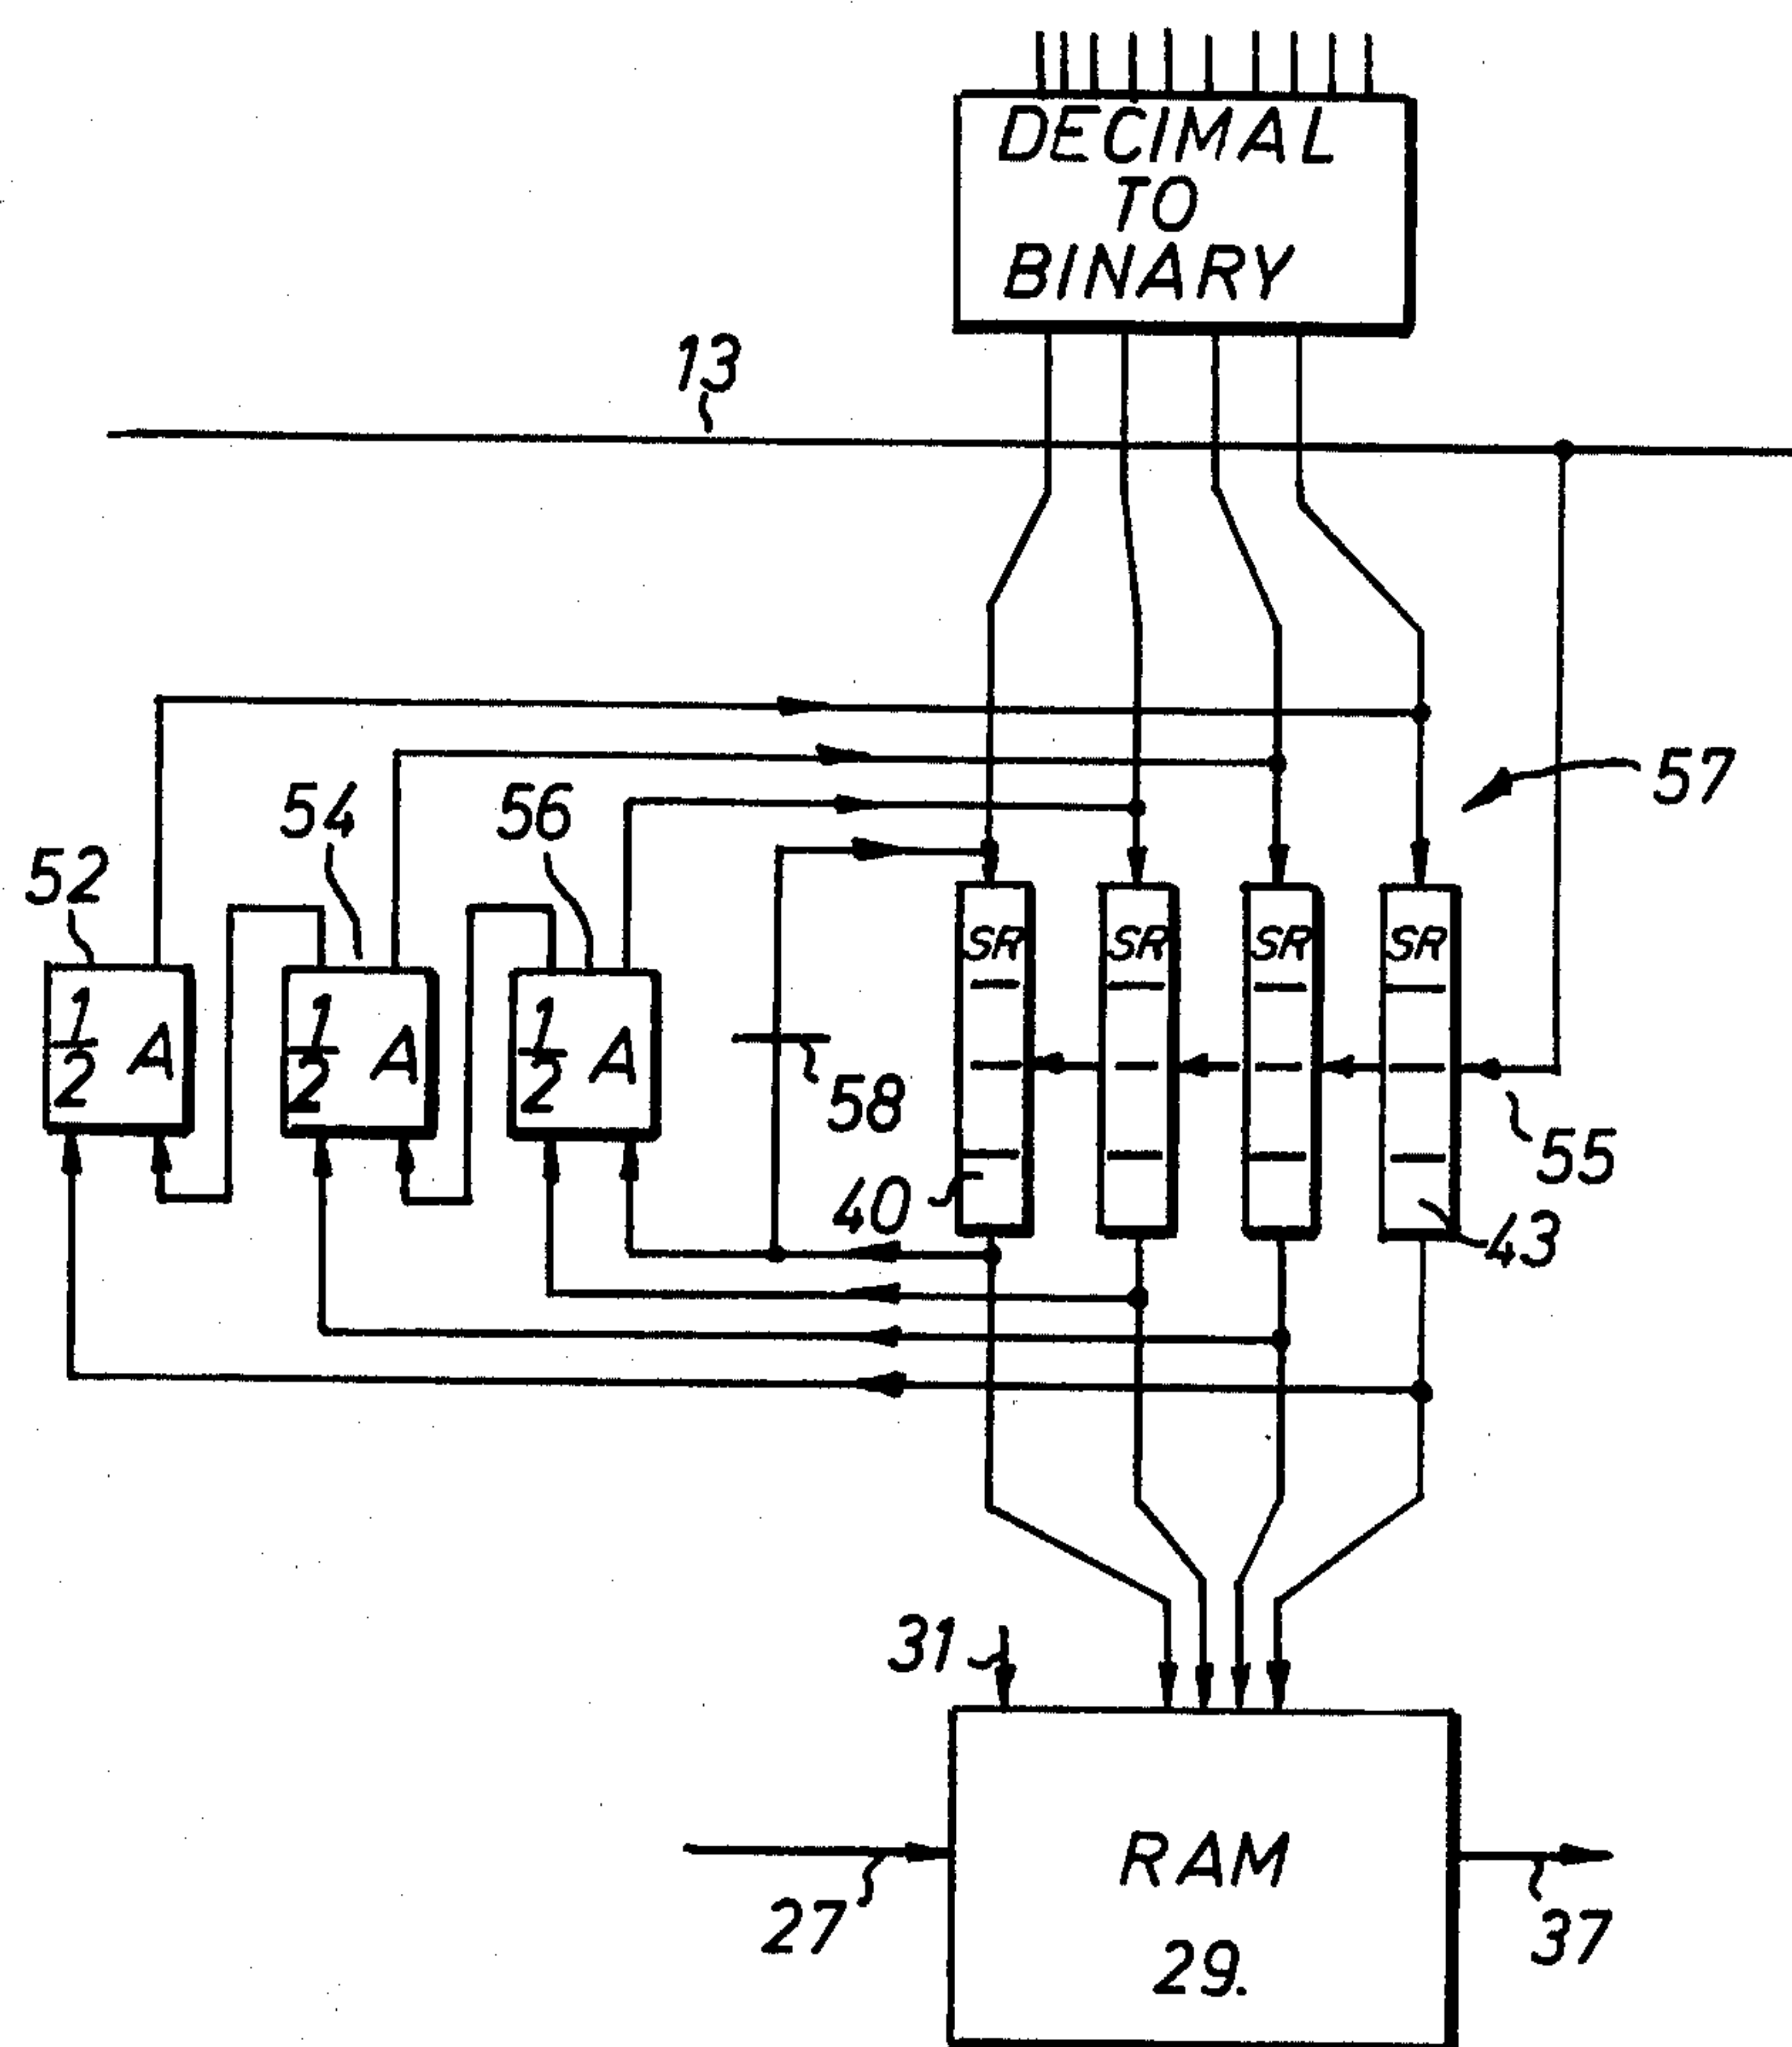 DECIMAL
TO
BINARY
13
57
54
56
52
SR
SR
SR
SR
1/2 A
1/2 A
1/2 A
58
55
40
43
31
RAM
29.
27
37